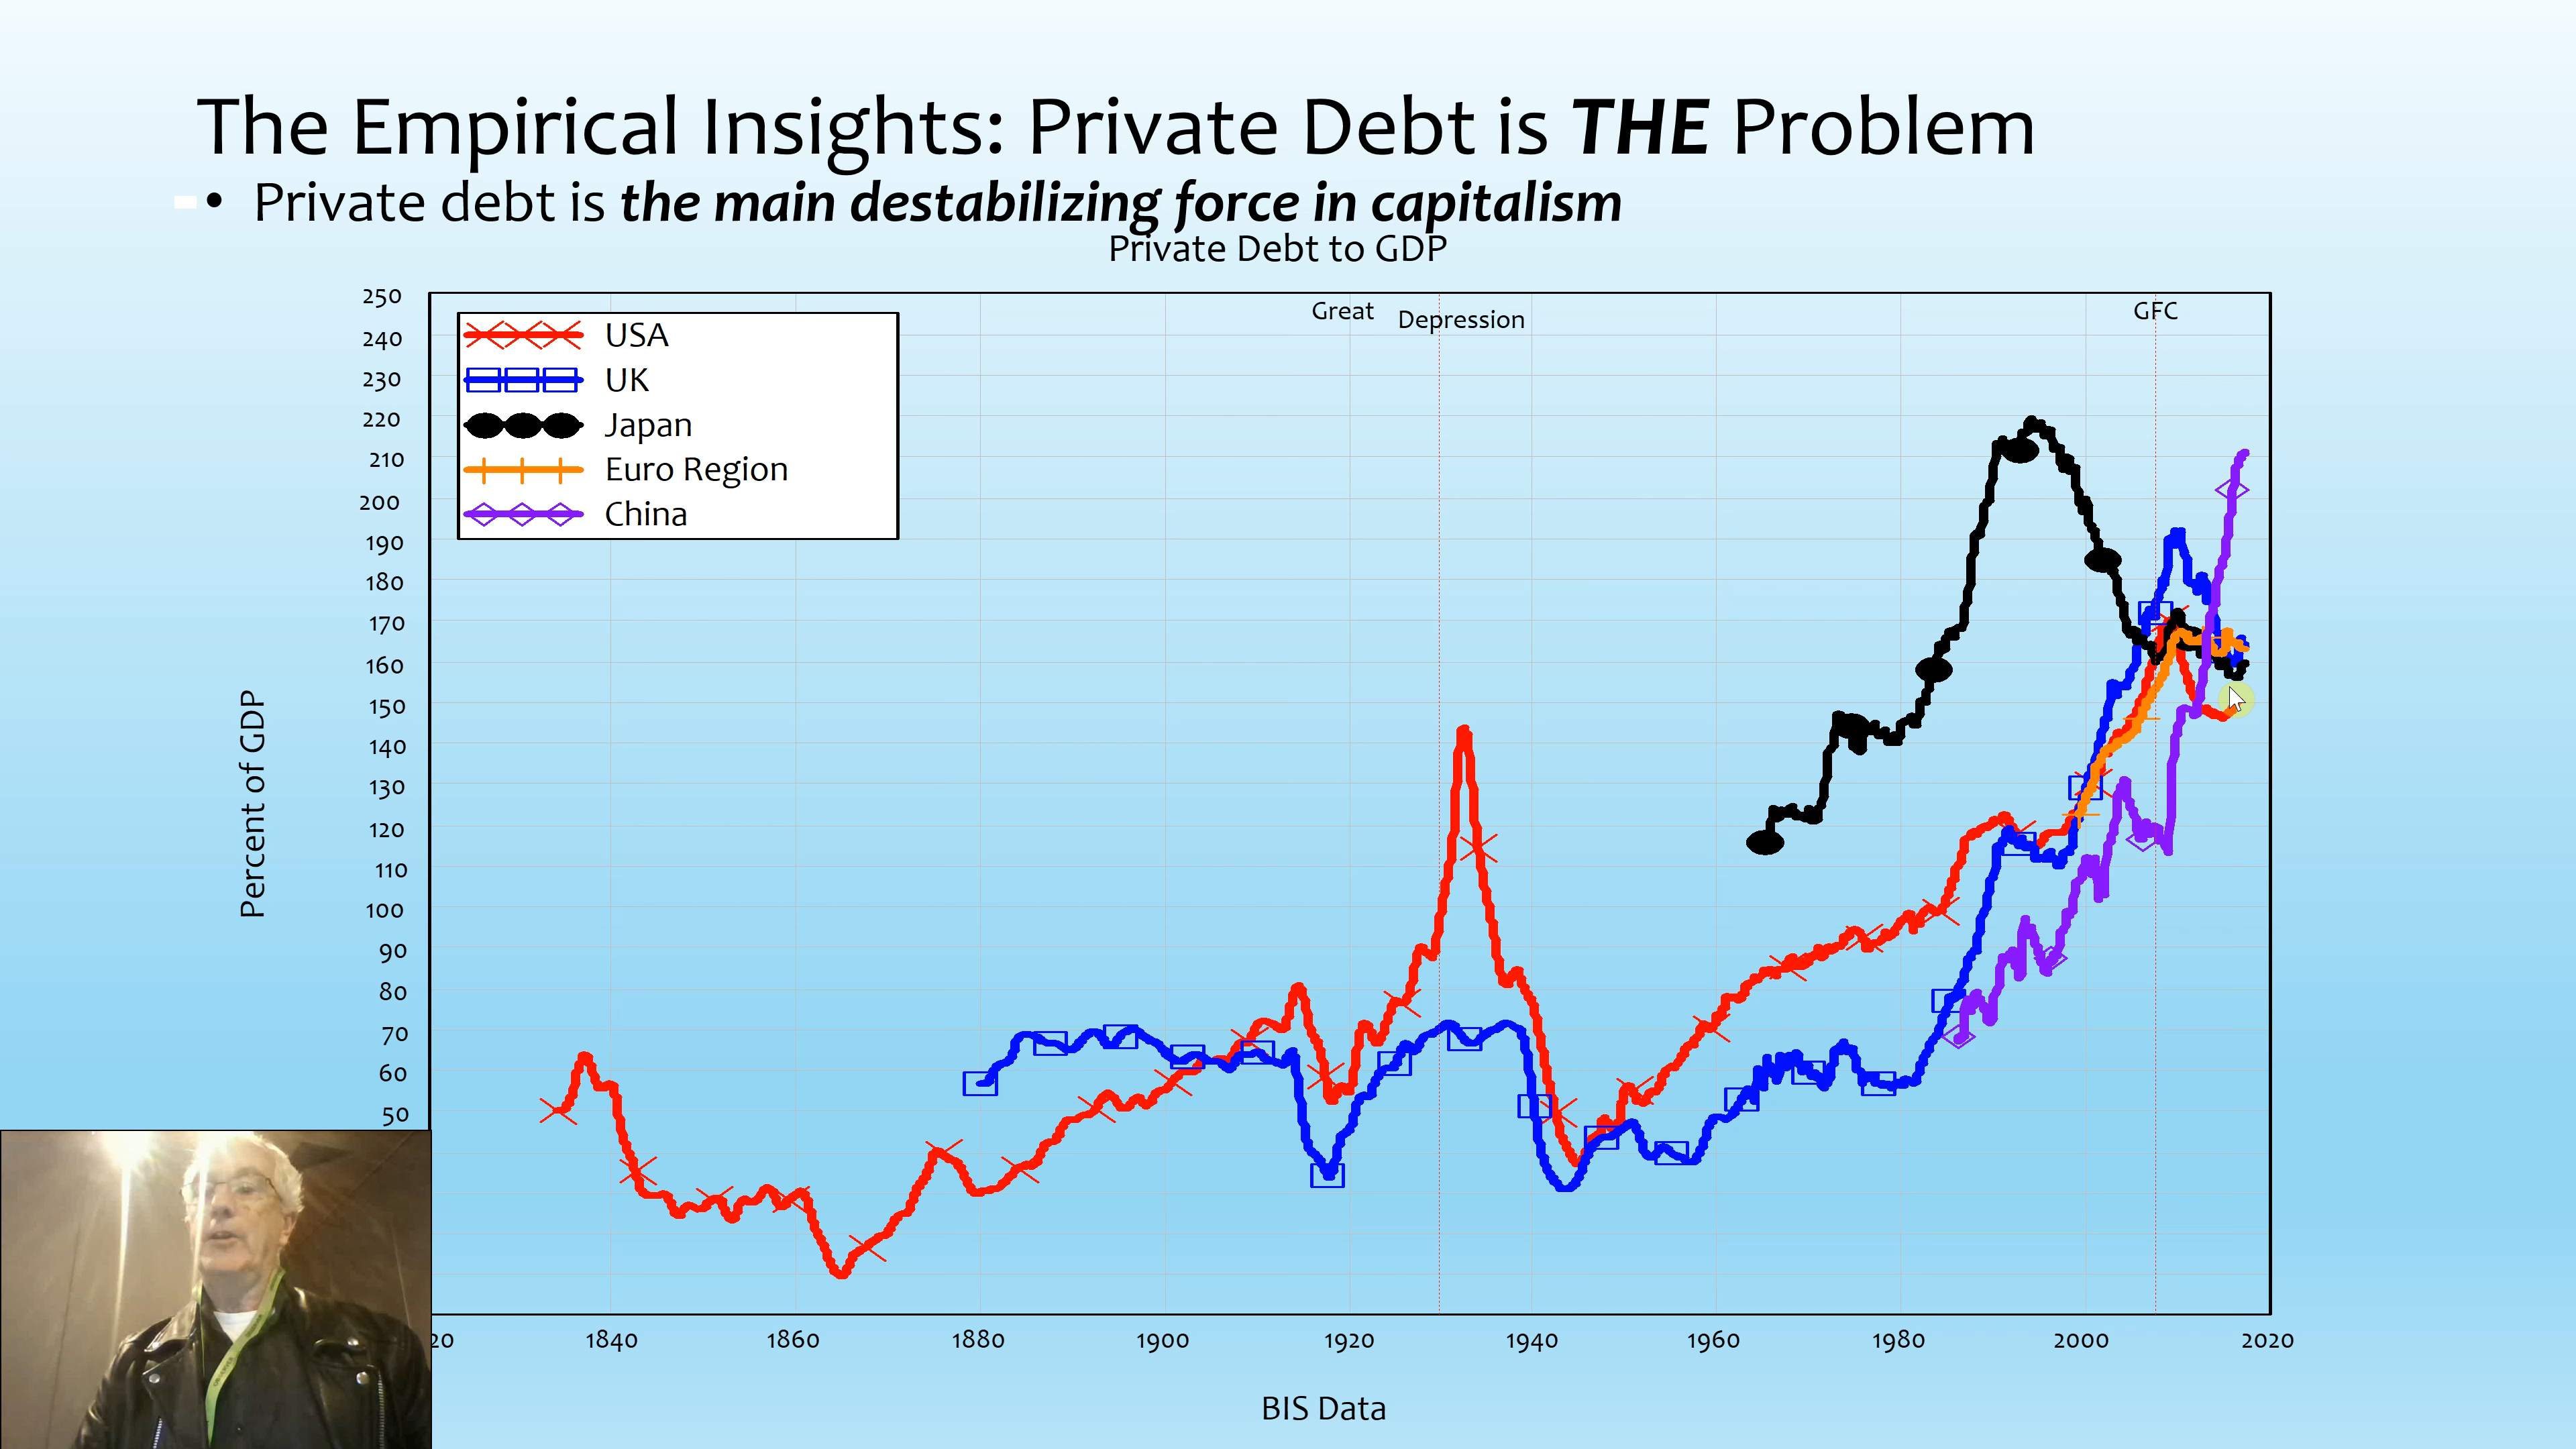 The Empirical Insights: Private Debt is THE Problem
• Private debt is the main destabilizing force in capitalism
Private Debt to GDP
250
240
230
220
210
200
190
180
170
160
150
140
130
120
110
100
90
80
70
60
50
Percent of GDP
USA
UK
Japan
Euro Region
China
Great Depression
GFC
20 1840 1860 1880 1900 1920 1940 1960 1980 2000 2020
BIS Data